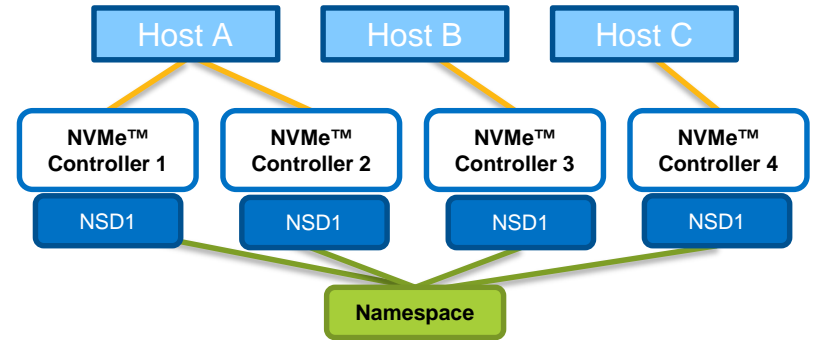 Host A
Host B
Host C
NVMe™
Controller 1
NVMe™
Controller 2
NVMe™
Controller 3
NVMe™
Controller 4
NSD1
NSD1
NSD1
NSD1
Namespace